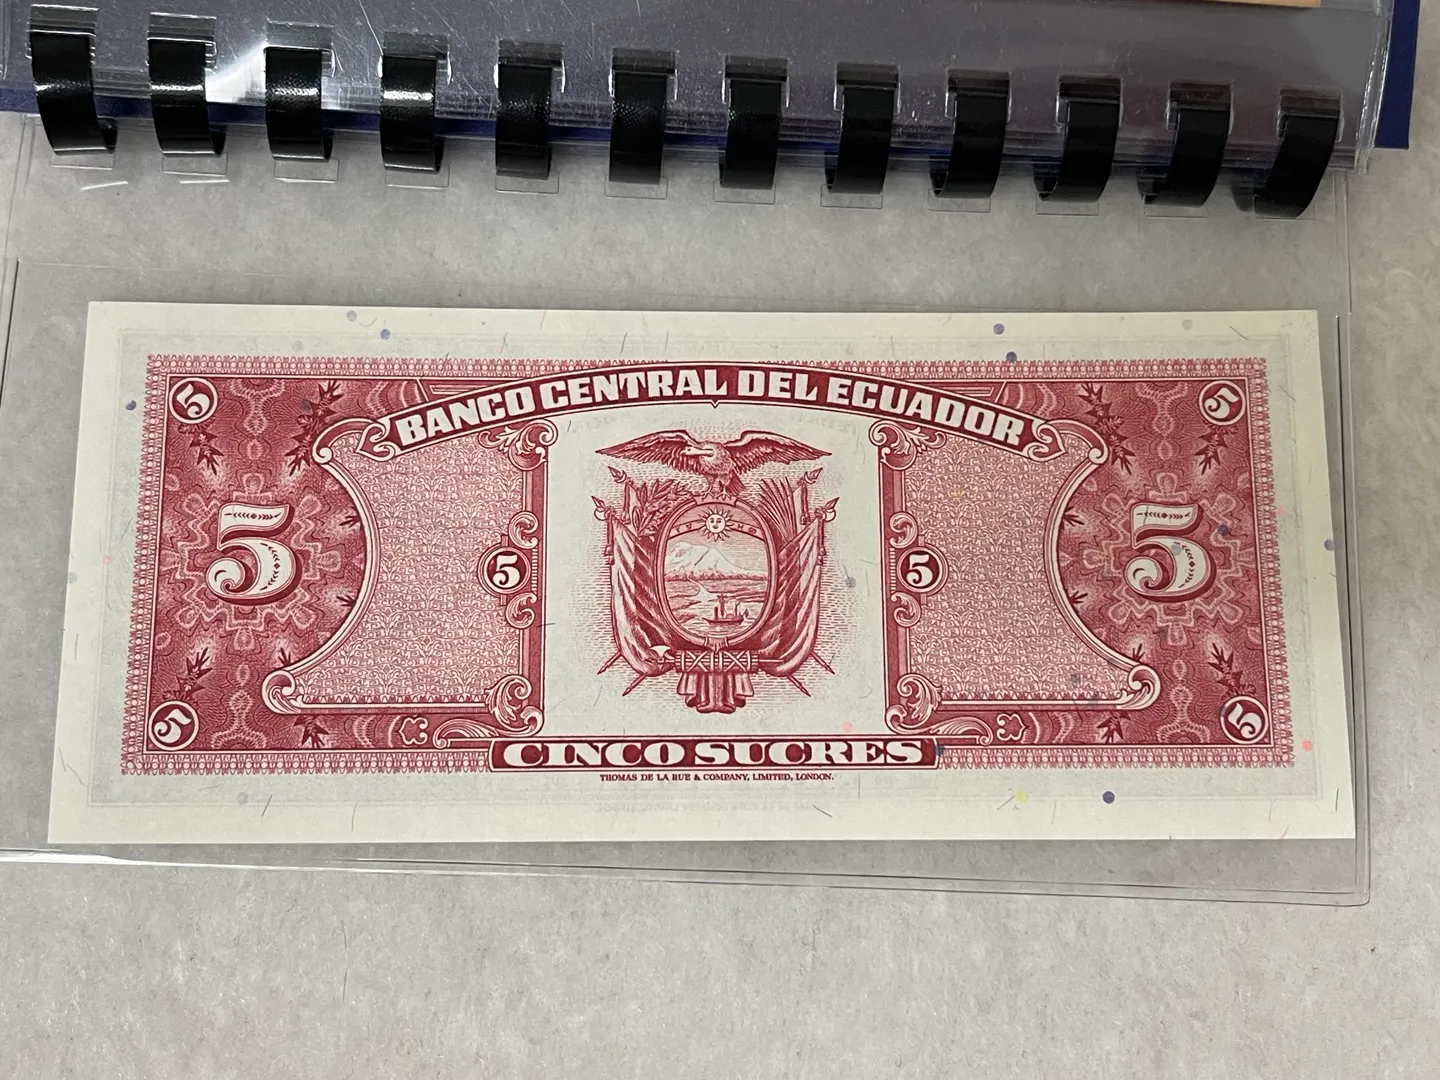 BANCO CENTRAL DEL ECUADOR
5 5
5 5 5 5
5 5
CINCO SUCRES
THOMAS DE LA RUE & COMPANY, LIMITED, LONDON.